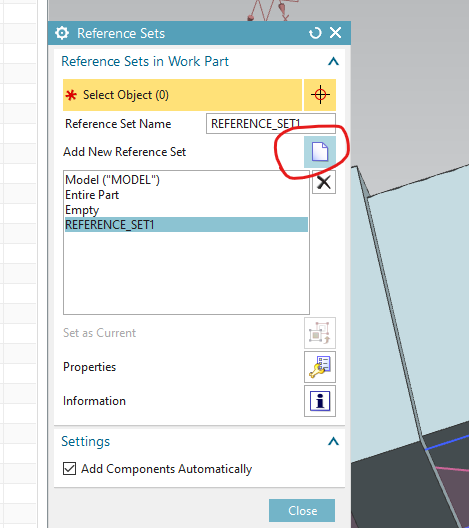 Reference Sets
Reference Sets in Work Part
* Select Object (0)
Reference Set Name REFERENCE_SET1
Add New Reference Set
Model ("MODEL")
Entire Part
Empty
REFERENCE_SET1
Set as Current
Properties
Information
Settings
Add Components Automatically
Close